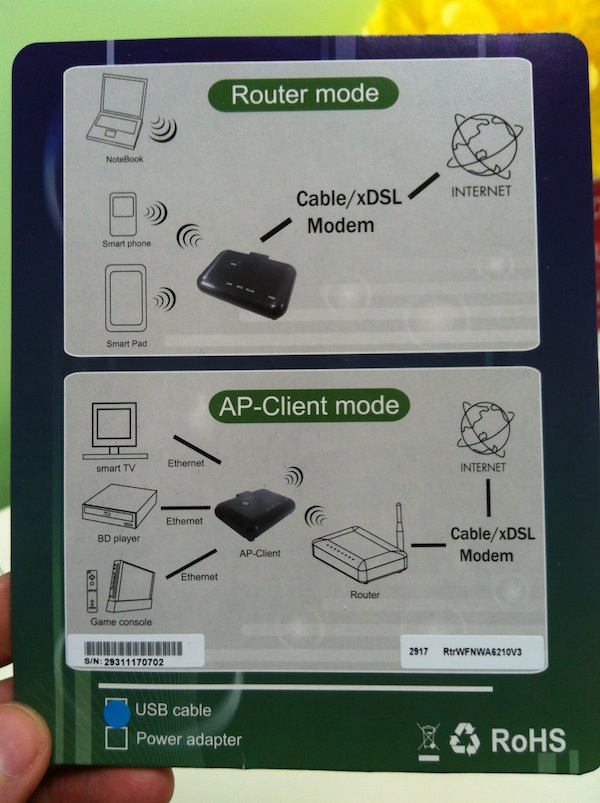 Router mode
NoteBook
INTERNET
Cable/xDSL
Modem
Smart phone
Smart Pad
AP-Client mode
smart TV
Ethernet
INTERNET
BD player
Ethernet
AP-Client
Cable/xDSL
Modem
Ethernet
Router
Game console
S/N: 29311170702
2917 RtrWFNWA6210V3
USB cable
Power adapter
RoHS